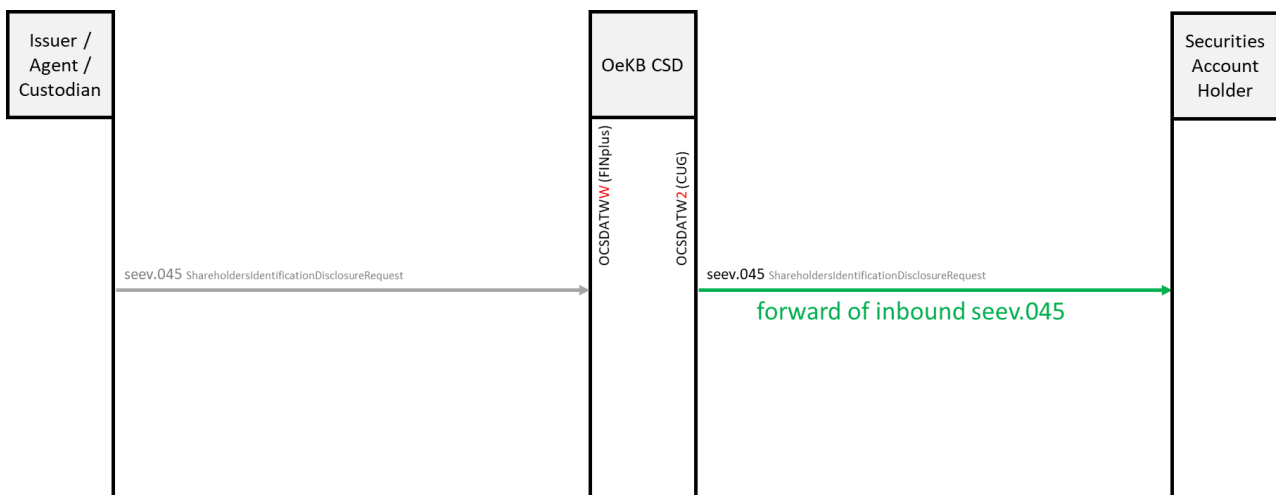 Issuer /
Agent /
Custodian
OeKB CSD
Securities
Account
Holder
OCSDATWW (FINplus)
OCSDATW2 (CUG)
seev.045 ShareholdersIdentificationDisclosureRequest
seev.045 ShareholdersIdentificationDisclosureRequest
forward of inbound seev.045